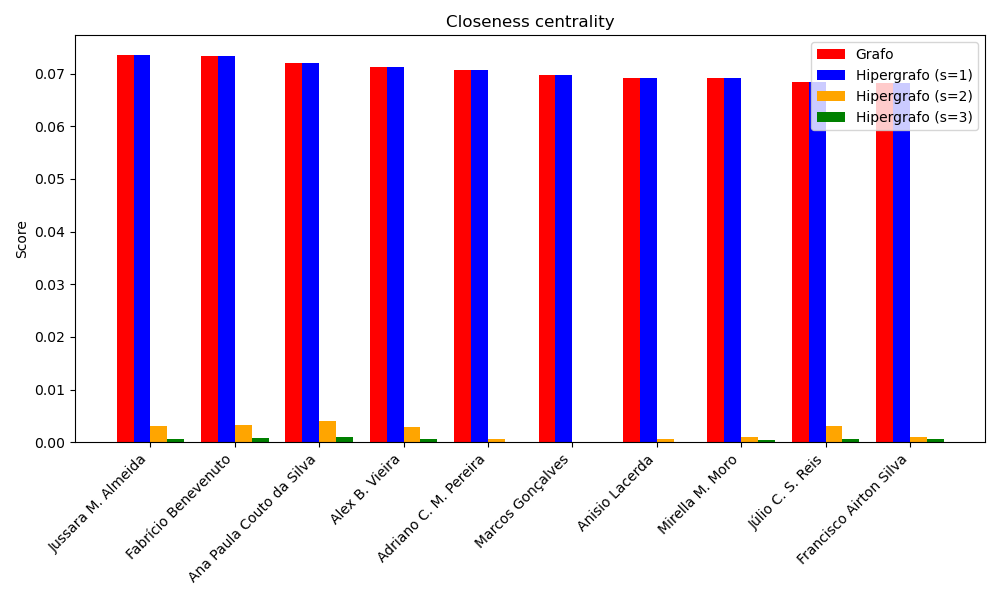 Closeness centrality
Grafo
Hipergrafo (s=1)
Hipergrafo (s=2)
Hipergrafo (s=3)
Score
0.07
0.06
0.05
0.04
0.03
0.02
0.01
0.00
Jussara M. Almeida
Fabrício Benevenuto
Ana Paula Couto da Silva
Alex B. Vieira
Adriano C. M. Pereira
Marcos Gonçalves
Anisio Lacerda
Mirella M. Moro
Júlio C. S. Reis
Francisco Airton Silva